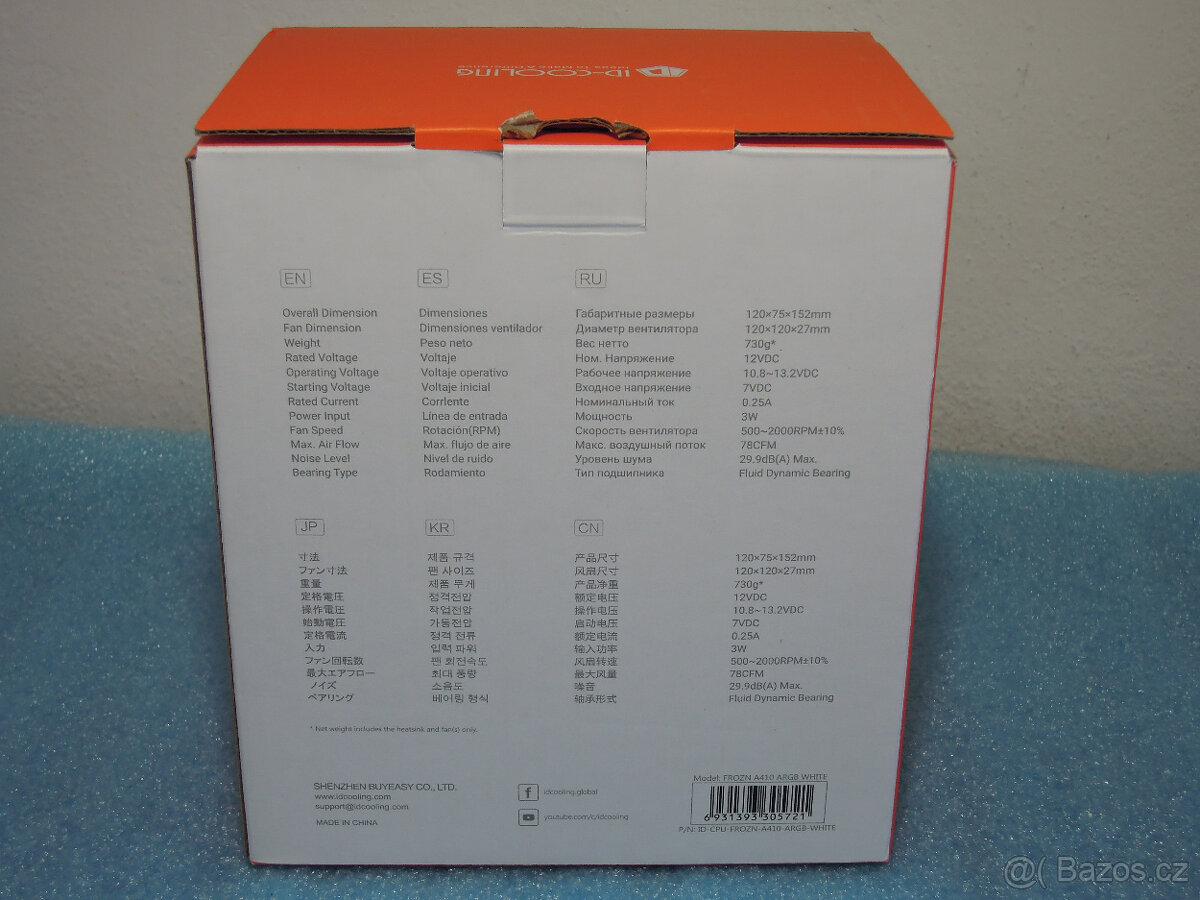 ID-COOLING
Ideas To Make A Difference
EN ES RU
Overall Dimension Dimensiones Габаритные размеры 120×75×152mm
Fan Dimension Dimensiones ventilador Диаметр вентилятора 120×120×27mm
Weight Peso neto Вес нетто 730g*
Rated Voltage Voltaje Ном. Напряжение 12VDC
Operating Voltage Voltaje operativo Рабочее напряжение 10.8~13.2VDC
Starting Voltage Voltaje inicial Входное напряжение 7VDC
Rated Current Corriente Номинальный ток 0.25A
Power Input Línea de entrada Мощность 3W
Fan Speed Rotación(RPM) Скорость вентилятора 500~2000RPM±10%
Max. Air Flow Max. flujo de aire Макс. воздушный поток 78CFM
Noise Level Nivel de ruido Уровень шума 29.9dB(A) Max.
Bearing Type Rodamiento Тип подшипника Fluid Dynamic Bearing
JP KR CN
寸法 제품 규격 产品尺寸 120×75×152mm
ファン寸法 팬 사이즈 风扇尺寸 120×120×27mm
重量 제품 무게 产品净重 730g*
定格電圧 정격전압 额定电压 12VDC
操作電圧 작업전압 操作电压 10.8~13.2VDC
始動電圧 가동전압 启动电压 7VDC
定格電流 정격 전류 额定电流 0.25A
入力 입력 파워 输入功率 3W
ファン回転数 팬 회전속도 风扇转速 500~2000RPM±10%
最大エアフロー 최대 풍량 最大风量 78CFM
ノイズ 소음도 噪音 29.9dB(A) Max.
ベアリング 베어링 형식 轴承形式 Fluid Dynamic Bearing
* Net weight includes the heatsink and fan(s) only.
SHENZHEN BUYEASY CO., LTD.
www.idcooling.com
support@idcooling.com
MADE IN CHINA
idcooling.global
youtube.com/c/idcooling
Model: FROZN A410 ARGB WHITE
6 931393 305721
P/N: ID-CPU-FROZN-A410-ARGB-WHITE
@( Bazos.cz